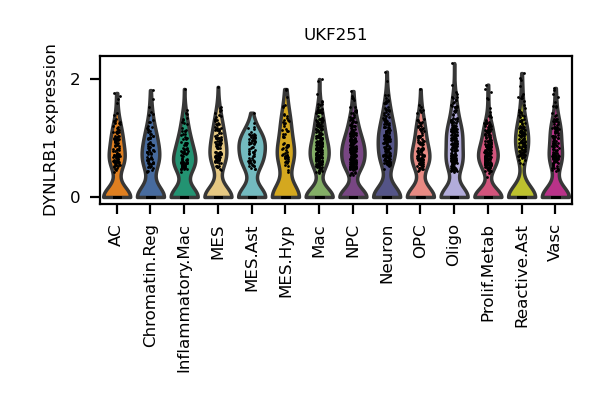 UKF251
DYNLRB1 expression
2
0
AC
Chromatin.Reg
Inflammatory.Mac
MES
MES.Ast
MES.Hyp
Mac
NPC
Neuron
OPC
Oligo
Prolif.Metab
Reactive.Ast
Vasc